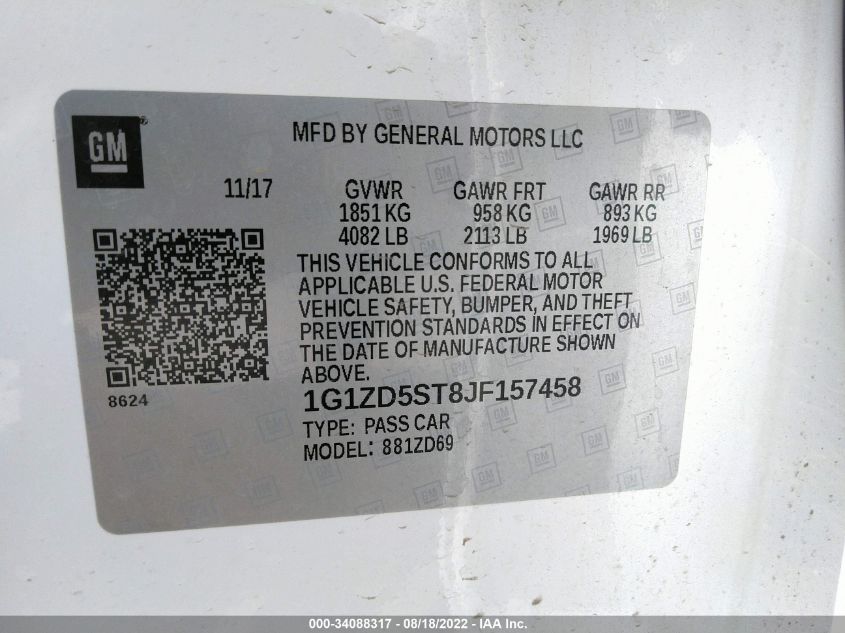 GM®
MFD BY GENERAL MOTORS LLC
11/17 GVWR GAWR FRT GAWR RR
1851 KG 958 KG 893 KG
4082 LB 2113 LB 1969 LB
THIS VEHICLE CONFORMS TO ALL
APPLICABLE U.S. FEDERAL MOTOR
VEHICLE SAFETY, BUMPER, AND THEFT
PREVENTION STANDARDS IN EFFECT ON
THE DATE OF MANUFACTURE SHOWN
ABOVE.
8624
1G1ZD5ST8JF157458
TYPE: PASS CAR
MODEL: 881ZD69
000-34088317 - 08/18/2022 - IAA Inc.